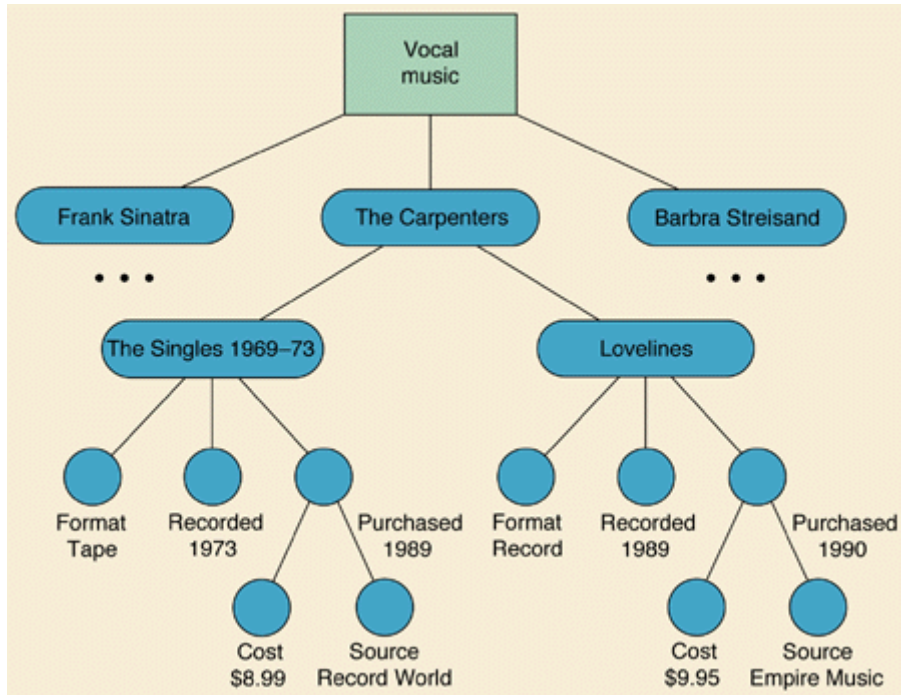 Vocal
music
Frank Sinatra
The Carpenters
Barbra Streisand
The Singles 1969–73
Lovelines
Format
Tape
Recorded
1973
Purchased
1989
Format
Record
Recorded
1989
Purchased
1990
Cost
$8.99
Source
Record World
Cost
$9.95
Source
Empire Music